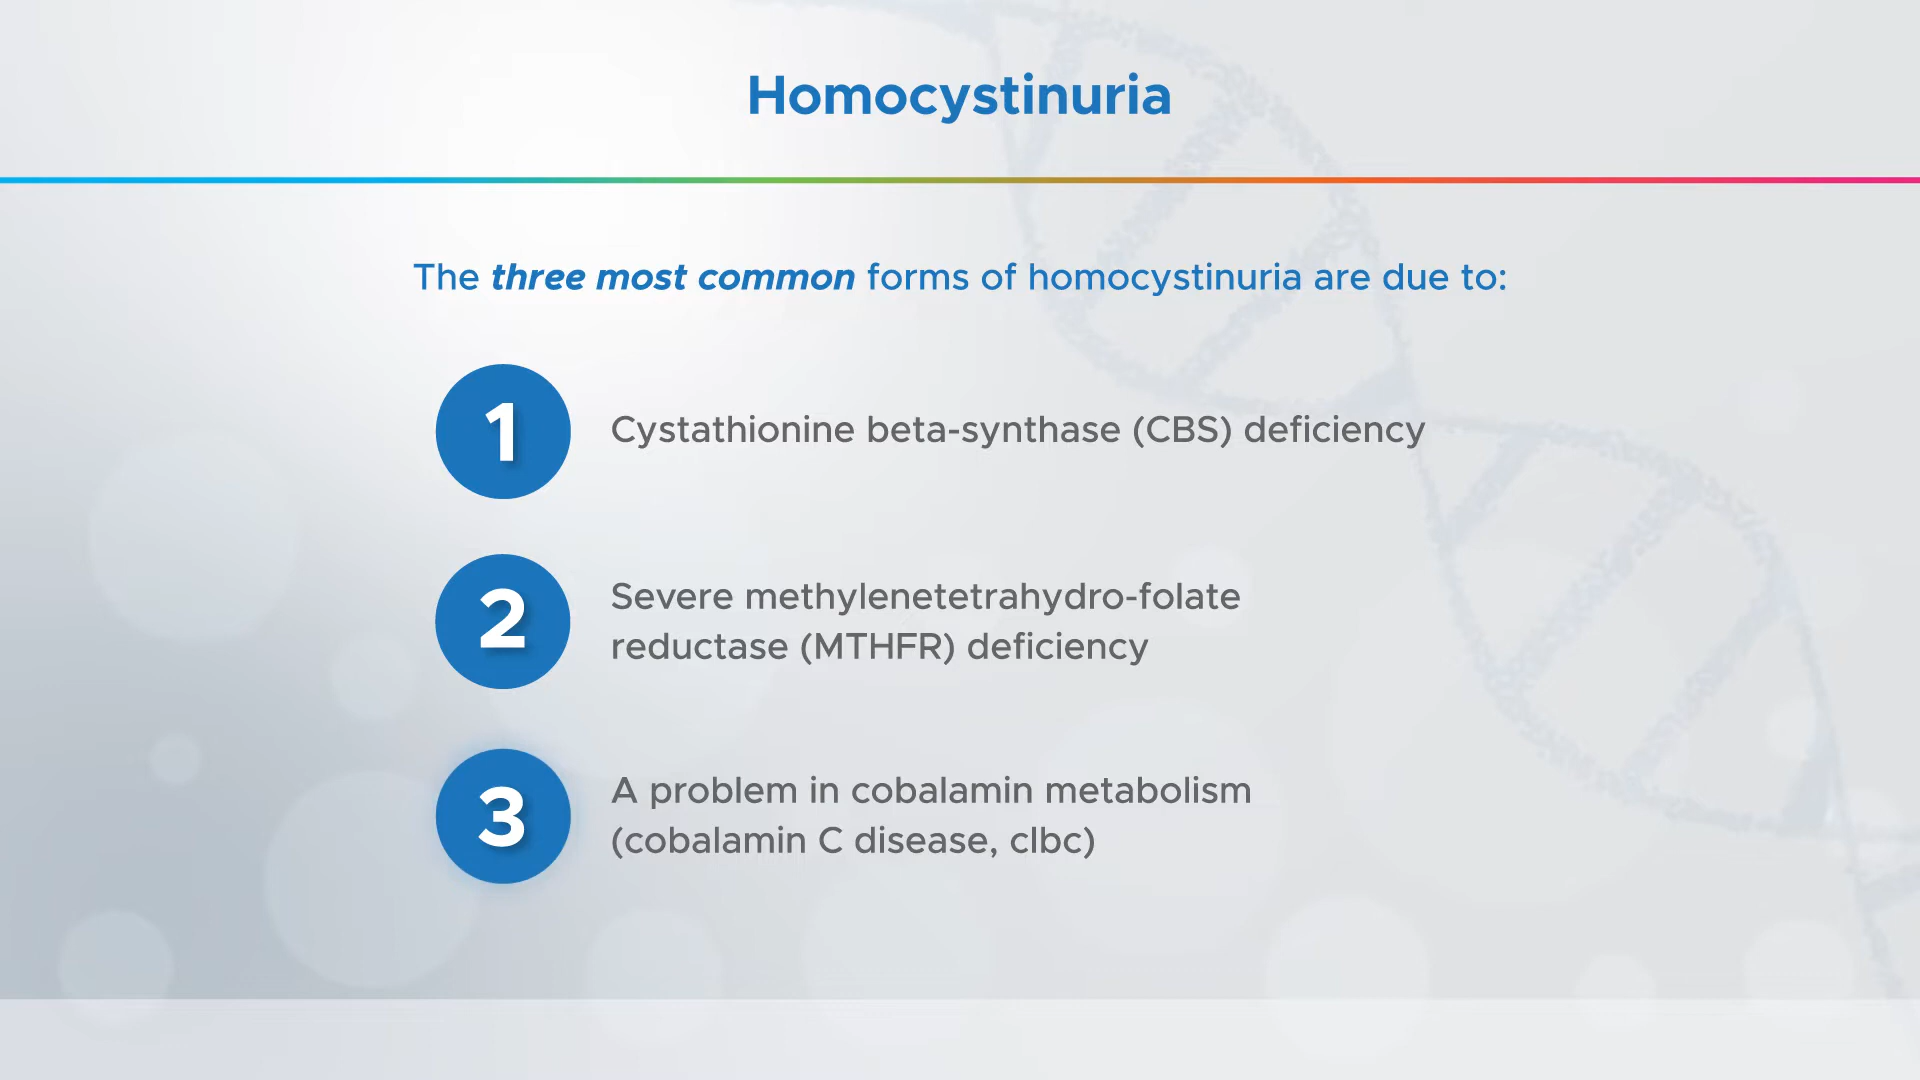 Homocystinuria
The three most common forms of homocystinuria are due to:
1
Cystathionine beta-synthase (CBS) deficiency
2
Severe methylenetetrahydro-folate
reductase (MTHFR) deficiency
3
A problem in cobalamin metabolism
(cobalamin C disease, clbc)